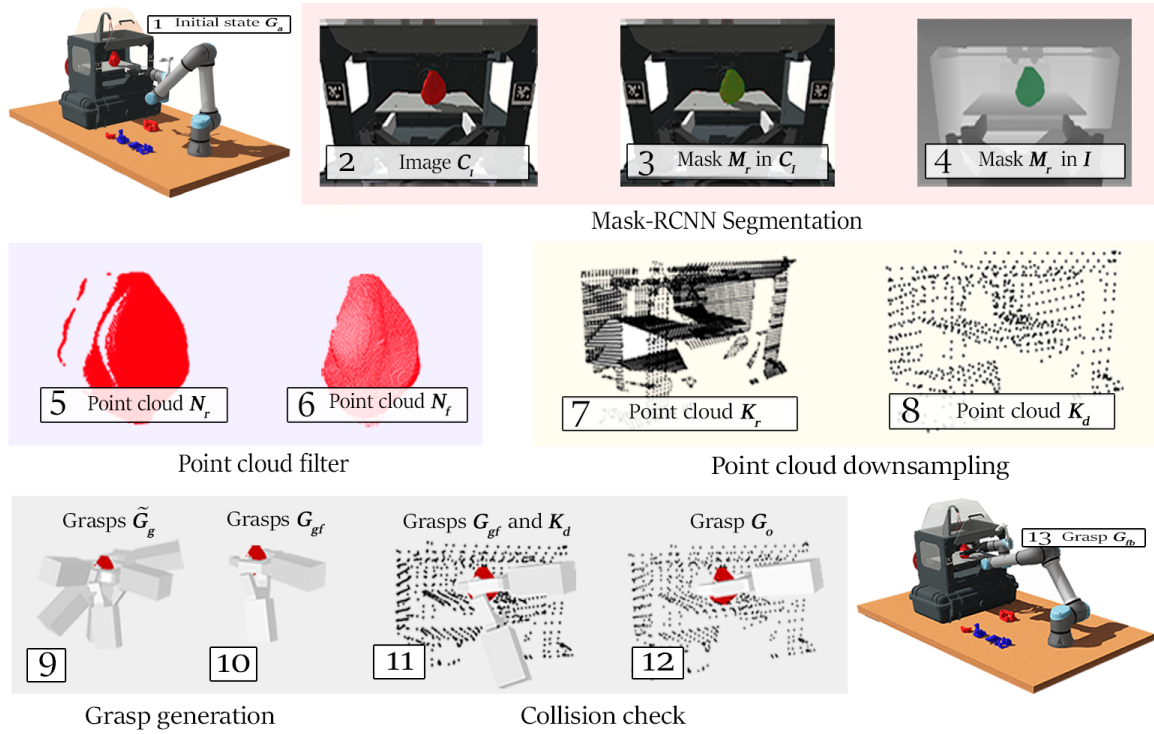 1 Initial state G_a
2 Image C_I
3 Mask M_r in C_I
4 Mask M_r in I
Mask-RCNN Segmentation
5 Point cloud N_r
6 Point cloud N_f
7 Point cloud K_r
8 Point cloud K_d
Point cloud filter
Point cloud downsampling
Grasps G̃_g
Grasps G_gf
Grasps G_gf and K_d
Grasp G_o
13 Grasp G_fb
9
10
11
12
Grasp generation
Collision check